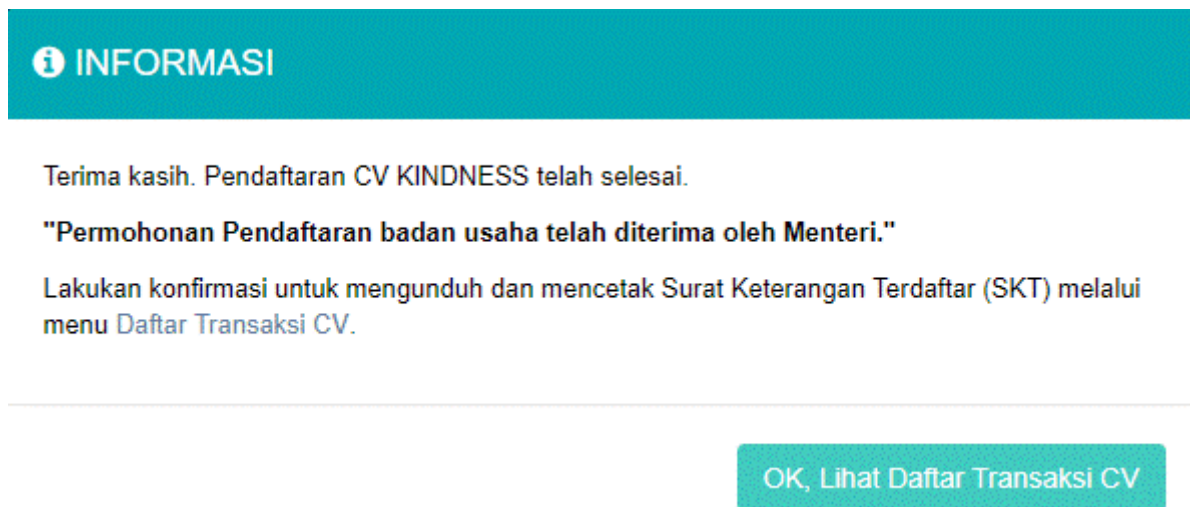 INFORMASI
Terima kasih. Pendaftaran CV KINDNESS telah selesai.
"Permohonan Pendaftaran badan usaha telah diterima oleh Menteri."
Lakukan konfirmasi untuk mengunduh dan mencetak Surat Keterangan Terdaftar (SKT) melalui
menu Daftar Transaksi CV.
OK, Lihat Daftar Transaksi CV